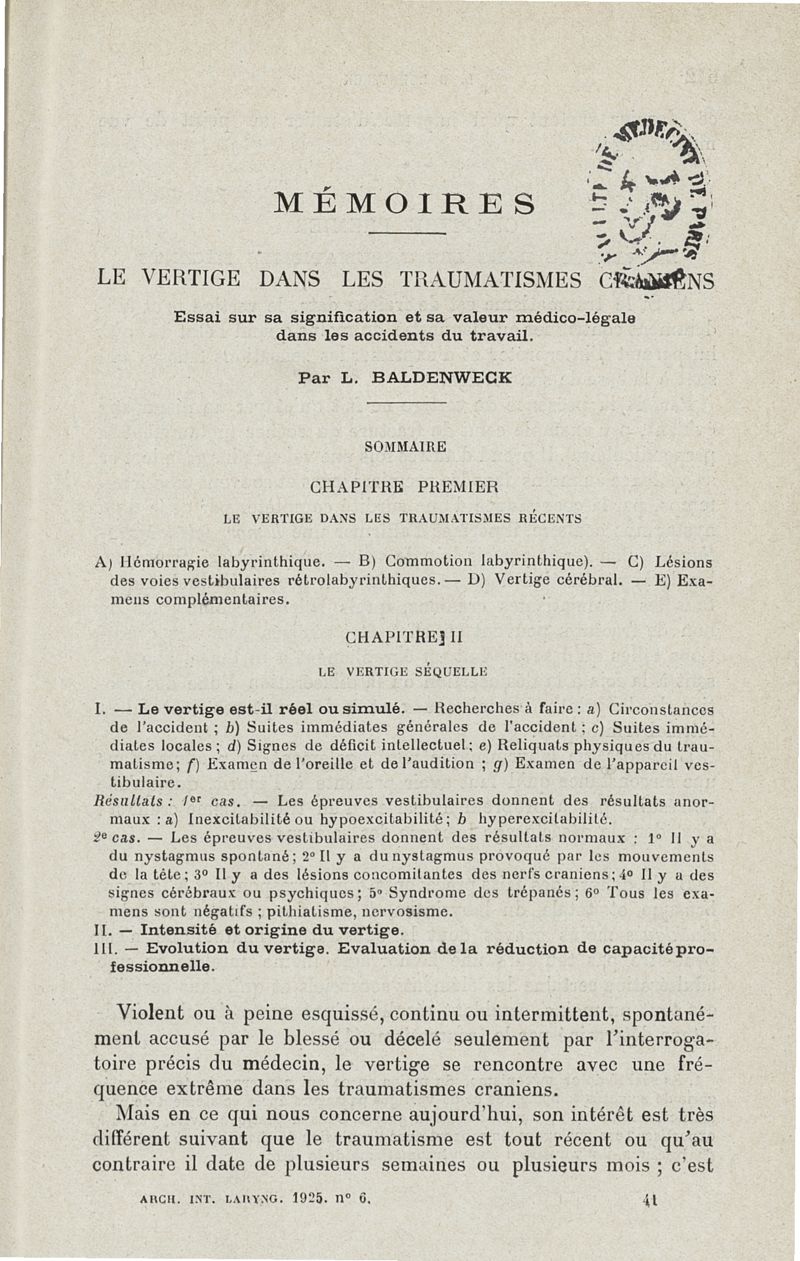 MÉMOIRES
DE MÉDECINE DE PARIS
LE VERTIGE DANS LES TRAUMATISMES CRANIENS
Essai sur sa signification et sa valeur médico-légale
dans les accidents du travail.
Par L. BALDENWECK
SOMMAIRE
CHAPITRE PREMIER
LE VERTIGE DANS LES TRAUMATISMES RÉCENTS
A) Hémorragie labyrinthique. — B) Commotion labyrinthique). — C) Lésions
des voies vestibulaires rétrolabyrinthiques. — D) Vertige cérébral. — E) Exa-
mens complémentaires.
CHAPITRE II
LE VERTIGE SÉQUELLE
I. — Le vertige est-il réel ou simulé. — Recherches à faire : a) Circonstances
de l'accident ; b) Suites immédiates générales de l'accident ; c) Suites immé-
diates locales ; d) Signes de déficit intellectuel ; e) Reliquats physiques du trau-
matisme ; f) Examen de l'oreille et de l'audition ; g) Examen de l'appareil ves-
tibulaire.
Résultats : 1er cas. — Les épreuves vestibulaires donnent des résultats anor-
maux : a) Inexcitabilité ou hypoexcitabilité ; b hyperexcitabilité.
2e cas. — Les épreuves vestibulaires donnent des résultats normaux : 1° Il y a
du nystagmus spontané ; 2° Il y a du nystagmus provoqué par les mouvements
de la tête ; 3° Il y a des lésions concomitantes des nerfs craniens ; 4° Il y a des
signes cérébraux ou psychiques ; 5° Syndrome des trépanés ; 6° Tous les exa-
mens sont négatifs ; pithiatisme, nervosisme.
II. — Intensité et origine du vertige.
III. — Evolution du vertige. Evaluation de la réduction de capacité pro-
fessionnelle.
Violent ou à peine esquissé, continu ou intermittent, spontané-
ment accusé par le blessé ou décelé seulement par l'interroga-
toire précis du médecin, le vertige se rencontre avec une fré-
quence extrême dans les traumatismes craniens.
Mais en ce qui nous concerne aujourd'hui, son intérêt est très
différent suivant que le traumatisme est tout récent ou qu'au
contraire il date de plusieurs semaines ou plusieurs mois ; c'est
ARCH. INT. LARYNG. 1925. n° 6. 41